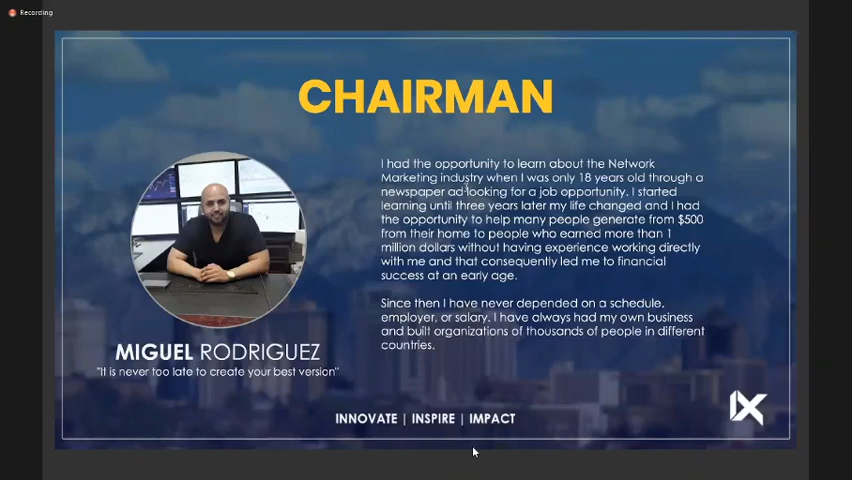 Recording
CHAIRMAN
I had the opportunity to learn about the Network
Marketing industry when I was only 18 years old through a
newspaper ad looking for a job opportunity. I started
learning until three years later my life changed and I had
the opportunity to help many people generate from $500
from their home to people who earned more than 1
million dollars without having experience working directly
with me and that consequently led me to financial
success at an early age.
Since then I have never depended on a schedule,
employer, or salary. I have always had my own business
and built organizations of thousands of people in different
countries.
MIGUEL RODRIGUEZ
"It is never too late to create your best version"
INNOVATE | INSPIRE | IMPACT
IX